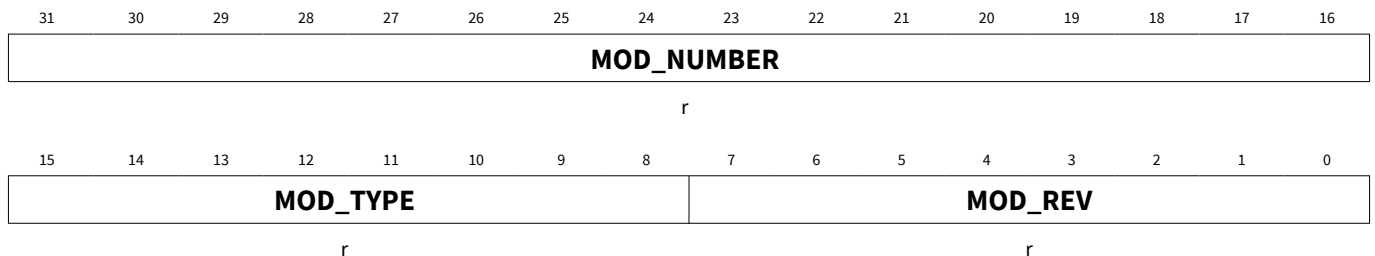 31 30 29 28 27 26 25 24 23 22 21 20 19 18 17 16
MOD_NUMBER
r
15 14 13 12 11 10 9 8 7 6 5 4 3 2 1 0
MOD_TYPE MOD_REV
r r